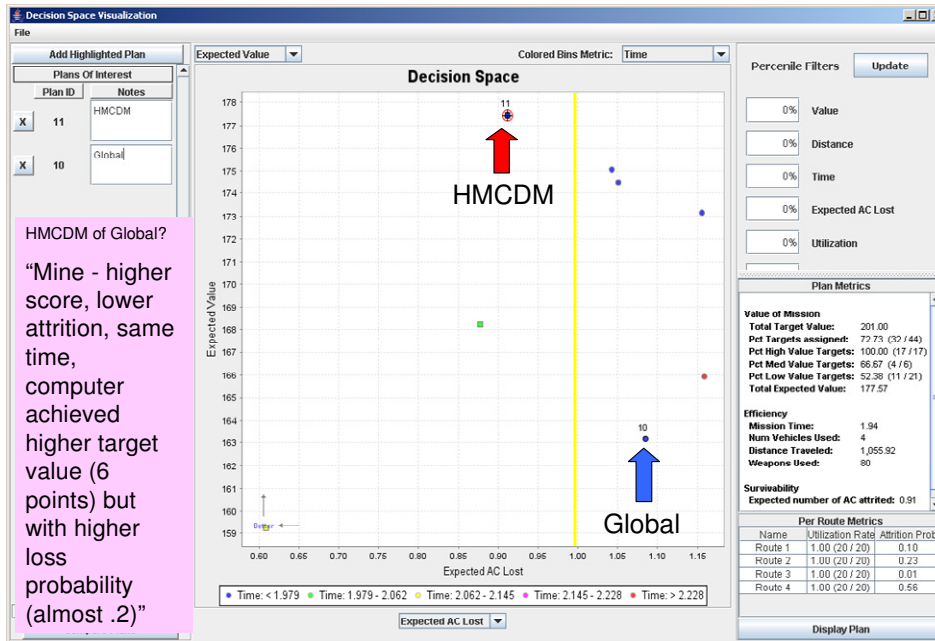 Decision Space Visualization
File
Add Highlighted Plan
Plans Of Interest
Plan ID Notes
X 11 HMCDM
X 10 Global
HMCDM of Global?
“Mine - higher
score, lower
attrition, same
time,
computer
achieved
higher target
value (6
points) but
with higher
loss
probability
(almost .2)”
Expected Value
Colored Bins Metric: Time
Decision Space
178
177
176
175
174
173
172
171
170
169
168
167
166
165
164
163
162
161
160
159
Expected Value
11
HMCDM
10
Global
Better
0.60 0.65 0.70 0.75 0.80 0.85 0.90 0.95 1.00 1.05 1.10 1.15
Expected AC Lost
Time: < 1.979 Time: 1.979 - 2.062 Time: 2.062 - 2.145 Time: 2.145 - 2.228 Time: > 2.228
Expected AC Lost
Percenile Filters Update
0% Value
0% Distance
0% Time
0% Expected AC Lost
0% Utilization
Plan Metrics
Value of Mission
Total Target Value: 201.00
Pct Targets assigned: 72.73 (32 / 44)
Pct High Value Targets: 100.00 (17 / 17)
Pct Med Value Targets: 66.67 (4 / 6)
Pct Low Value Targets: 52.38 (11 / 21)
Total Expected Value: 177.57
Efficiency
Mission Time: 1.94
Num Vehicles Used: 4
Distance Traveled: 1,055.92
Weapons Used: 80
Survivability
Expected number of AC attrited: 0.91
Per Route Metrics
Name Utilization Rate Attrition Prob
Route 1 1.00 (20 / 20) 0.10
Route 2 1.00 (20 / 20) 0.23
Route 3 1.00 (20 / 20) 0.01
Route 4 1.00 (20 / 20) 0.56
Display Plan